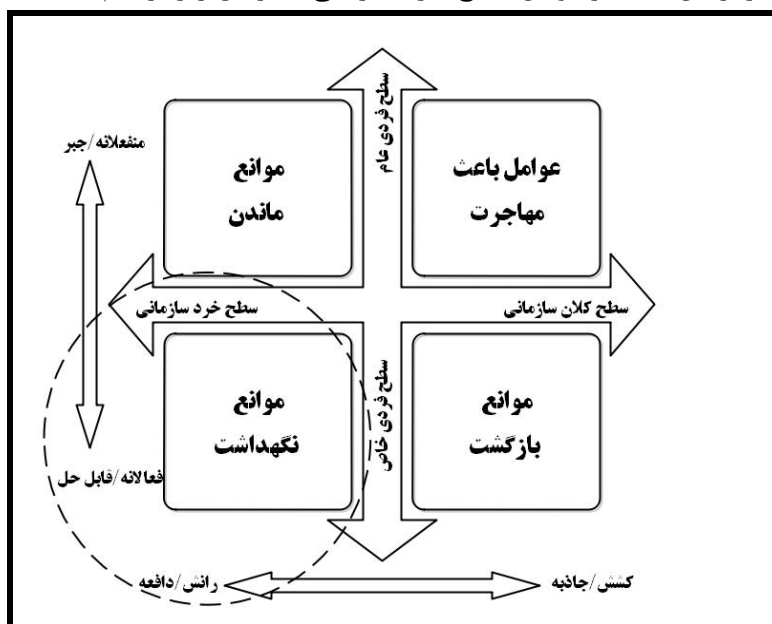 سطح فردی عام
عوامل باعث
مهاجرت
موانع
ماندن
منفعلانه/جبر
سطح کلان سازمانی
سطح خرد سازمانی
موانع
بازگشت
سطح فردی خاص
موانع
نگهداشت
فعالانه/قابل حل
کشش/جاذبه
رانش/دافعه